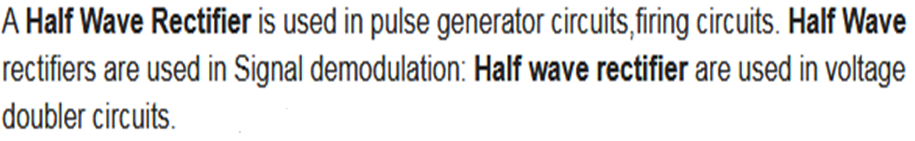 A Half Wave Rectifier is used in pulse generator circuits,firing circuits. Half Wave
rectifiers are used in Signal demodulation: Half wave rectifier are used in voltage
doubler circuits.